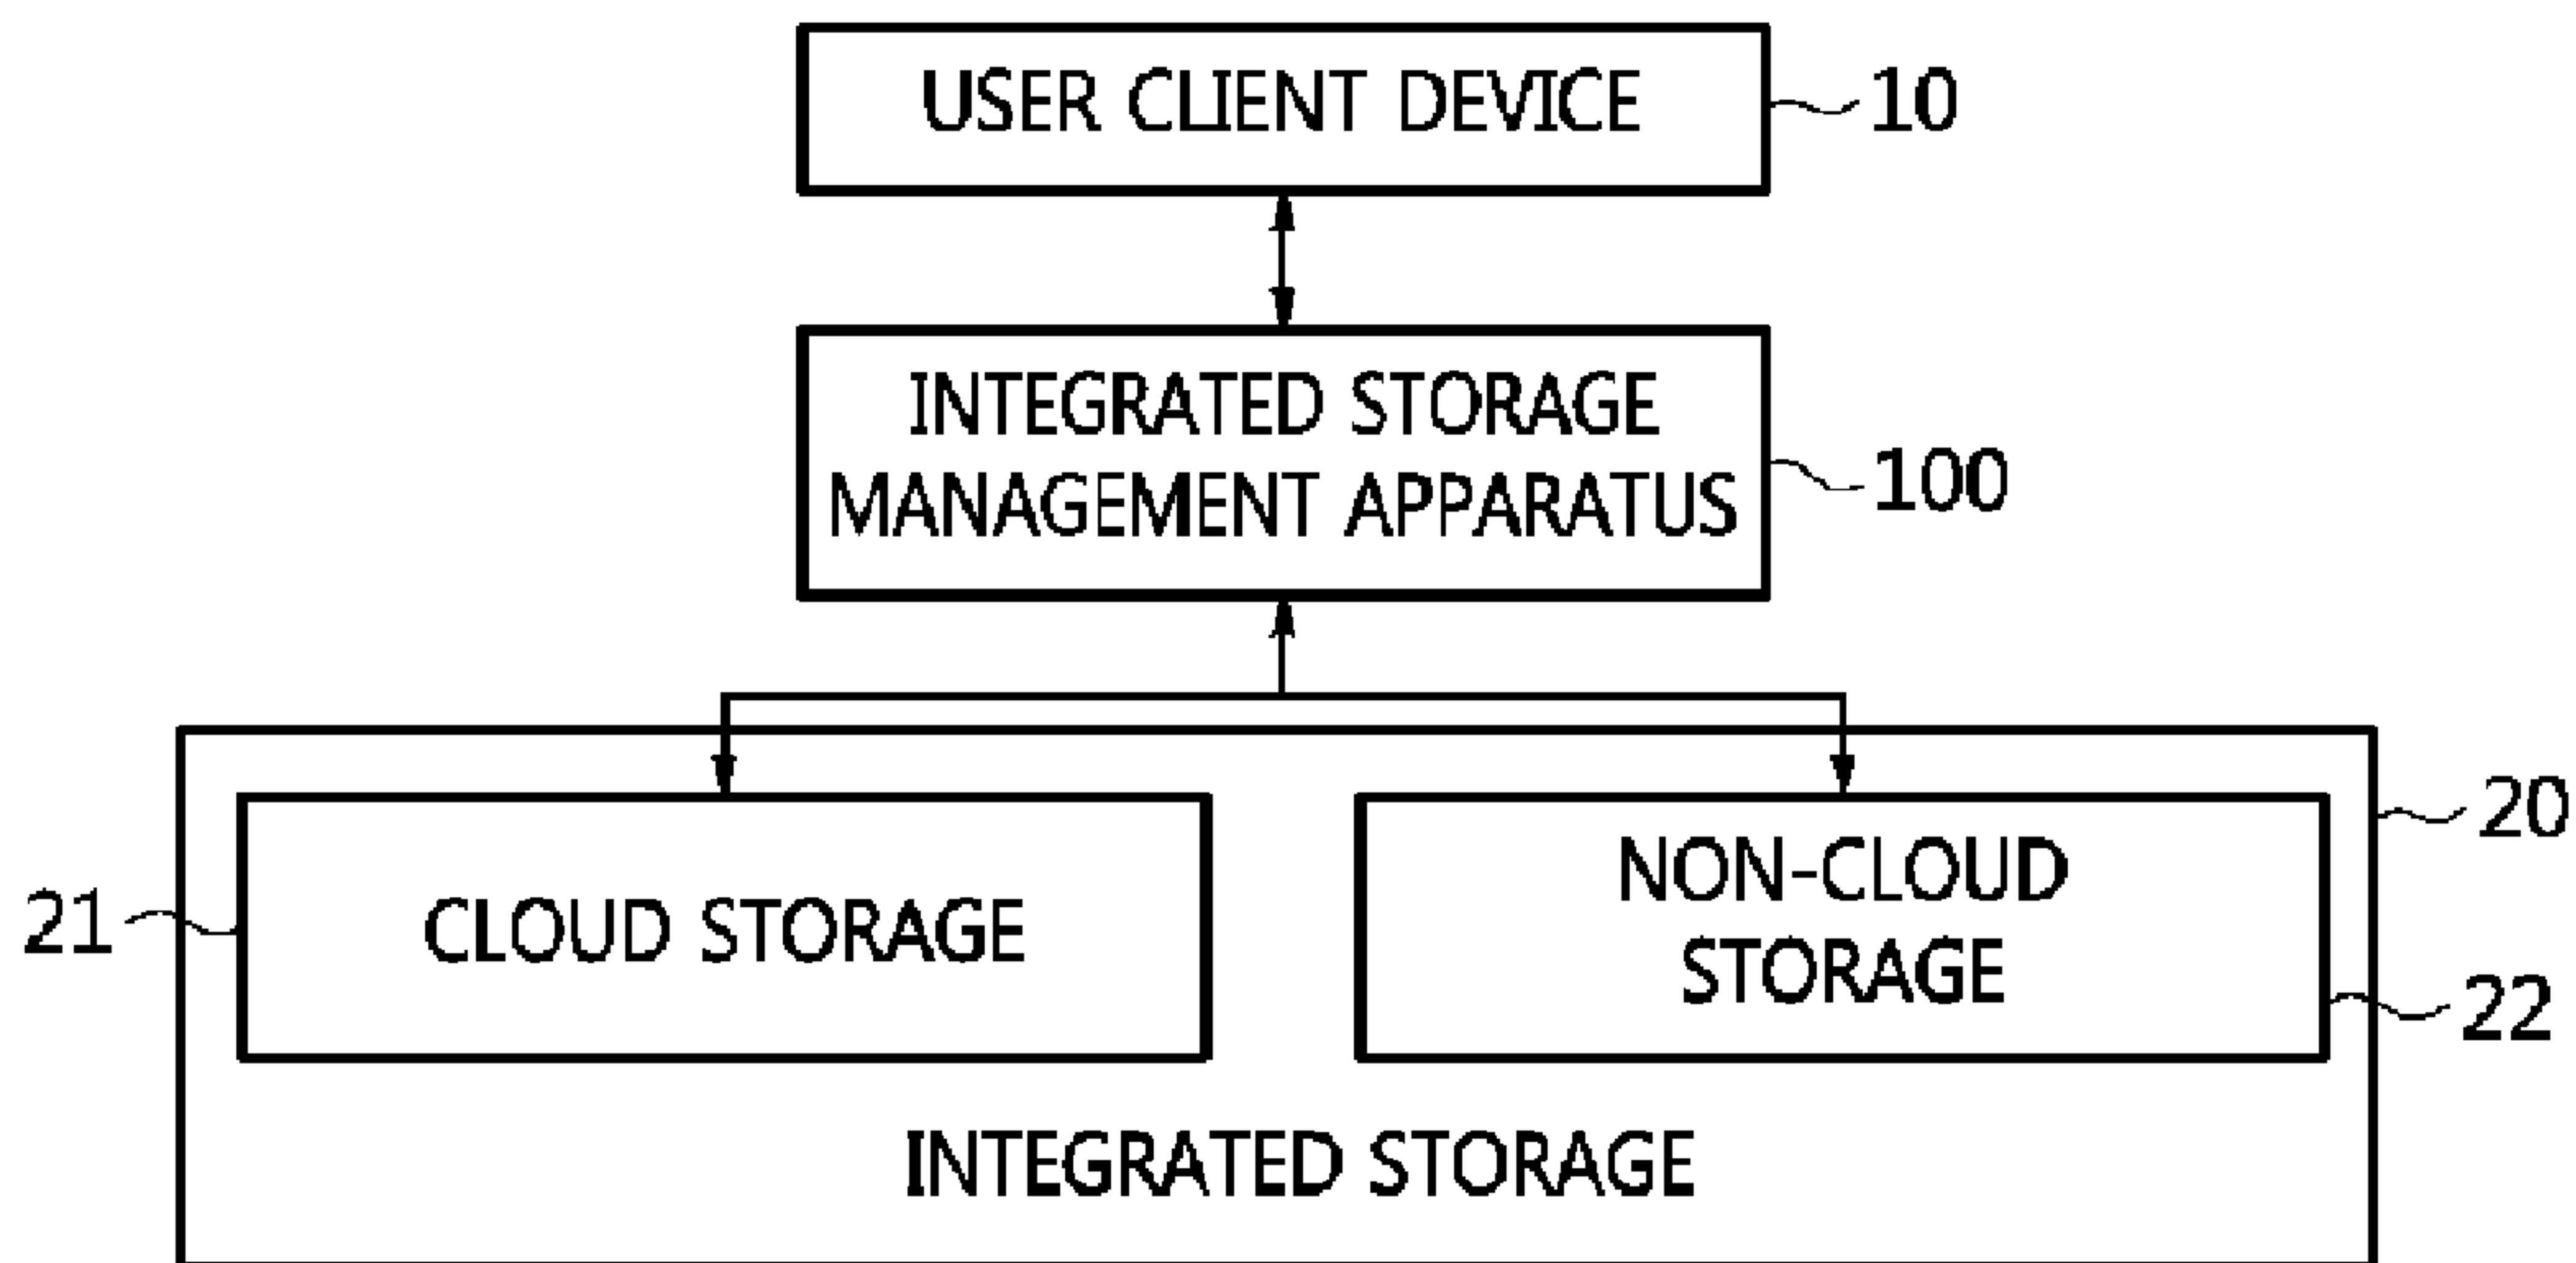 USER CLIENT DEVICE
10
INTEGRATED STORAGE
MANAGEMENT APPARATUS
100
20
21
CLOUD STORAGE
NON-CLOUD
STORAGE
22
INTEGRATED STORAGE